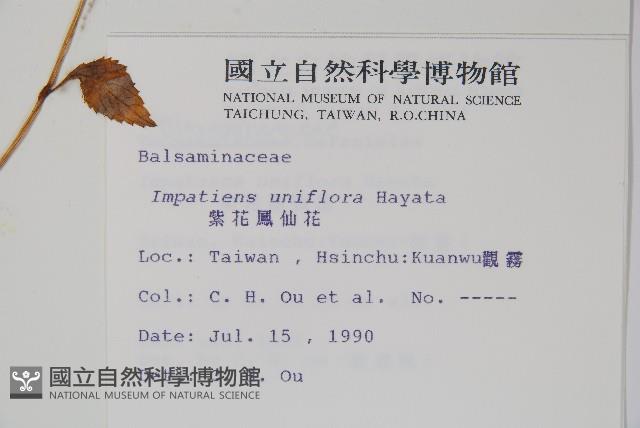 國立自然科學博物館
NATIONAL MUSEUM OF NATURAL SCIENCE
TAICHUNG, TAIWAN, R.O.CHINA
Balsaminaceae
Impatiens uniflora Hayata
紫花鳳仙花
Loc.: Taiwan , Hsinchu:Kuanwu觀霧
Col.: C. H. Ou et al. No. -----
Date: Jul. 15 , 1990
Ou
國立自然科學博物館
NATIONAL MUSEUM OF NATURAL SCIENCE